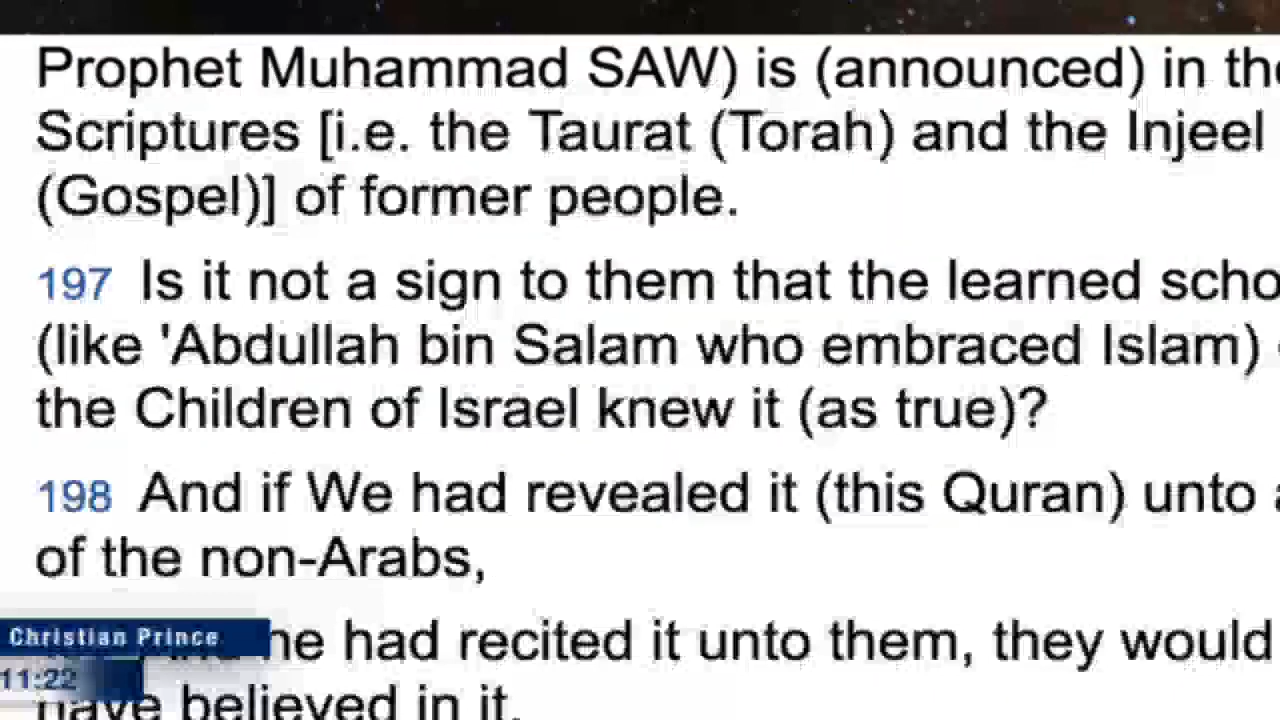 Prophet Muhammad SAW) is (announced) in the
Scriptures [i.e. the Taurat (Torah) and the Injeel
(Gospel)] of former people.
197 Is it not a sign to them that the learned scho
(like 'Abdullah bin Salam who embraced Islam)
the Children of Israel knew it (as true)?
198 And if We had revealed it (this Quran) unto a
of the non-Arabs,
he had recited it unto them, they would
have believed in it.
Christian Prince
11:22